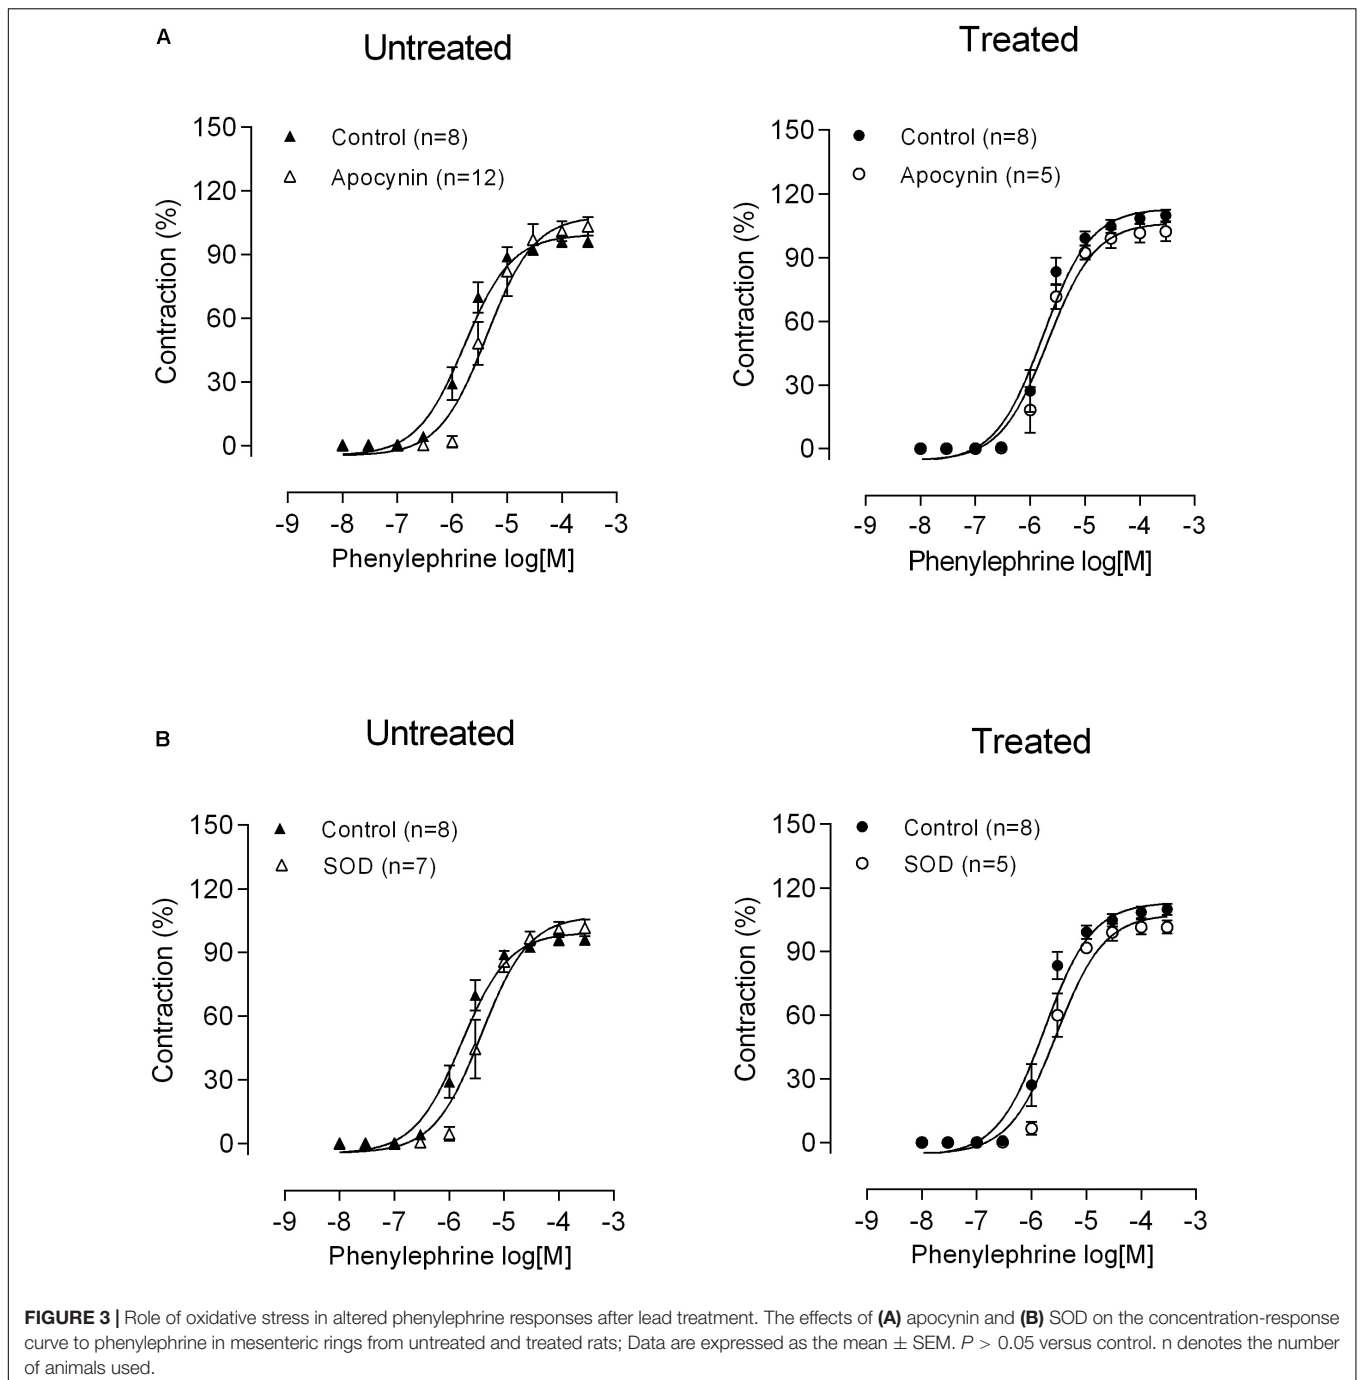 A
Untreated
Treated
Control (n=8)
Apocynin (n=12)
150
120
90
60
30
0
Contraction (%)
-9 -8 -7 -6 -5 -4 -3
Phenylephrine log[M]
Control (n=8)
Apocynin (n=5)
150
120
90
60
30
0
Contraction (%)
-9 -8 -7 -6 -5 -4 -3
Phenylephrine log[M]
B
Untreated
Treated
Control (n=8)
SOD (n=7)
150
120
90
60
30
0
Contraction (%)
-9 -8 -7 -6 -5 -4 -3
Phenylephrine log[M]
Control (n=8)
SOD (n=5)
150
120
90
60
30
0
Contraction (%)
-9 -8 -7 -6 -5 -4 -3
Phenylephrine log[M]
FIGURE 3 | Role of oxidative stress in altered phenylephrine responses after lead treatment. The effects of (A) apocynin and (B) SOD on the concentration-response
curve to phenylephrine in mesenteric rings from untreated and treated rats; Data are expressed as the mean ± SEM. P > 0.05 versus control. n denotes the number
of animals used.